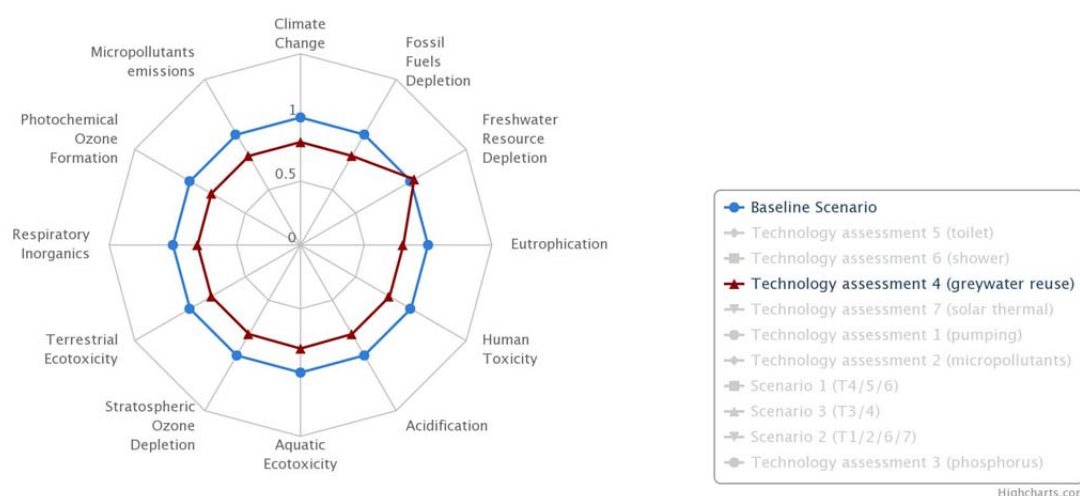 Climate
Change
Fossil
Fuels
Depletion
Freshwater
Resource
Depletion
Eutrophication
Human
Toxicity
Acidification
Aquatic
Ecotoxicity
Stratospheric
Ozone
Depletion
Terrestrial
Ecotoxicity
Respiratory
Inorganics
Photochemical
Ozone
Formation
Micropollutants
emissions
1
0.5
0
Baseline Scenario
Technology assessment 5 (toilet)
Technology assessment 6 (shower)
Technology assessment 4 (greywater reuse)
Technology assessment 7 (solar thermal)
Technology assessment 1 (pumping)
Technology assessment 2 (micropollutants)
Scenario 1 (T4/5/6)
Scenario 3 (T3/4)
Scenario 2 (T1/2/6/7)
Technology assessment 3 (phosphorus)
Highcharts.com